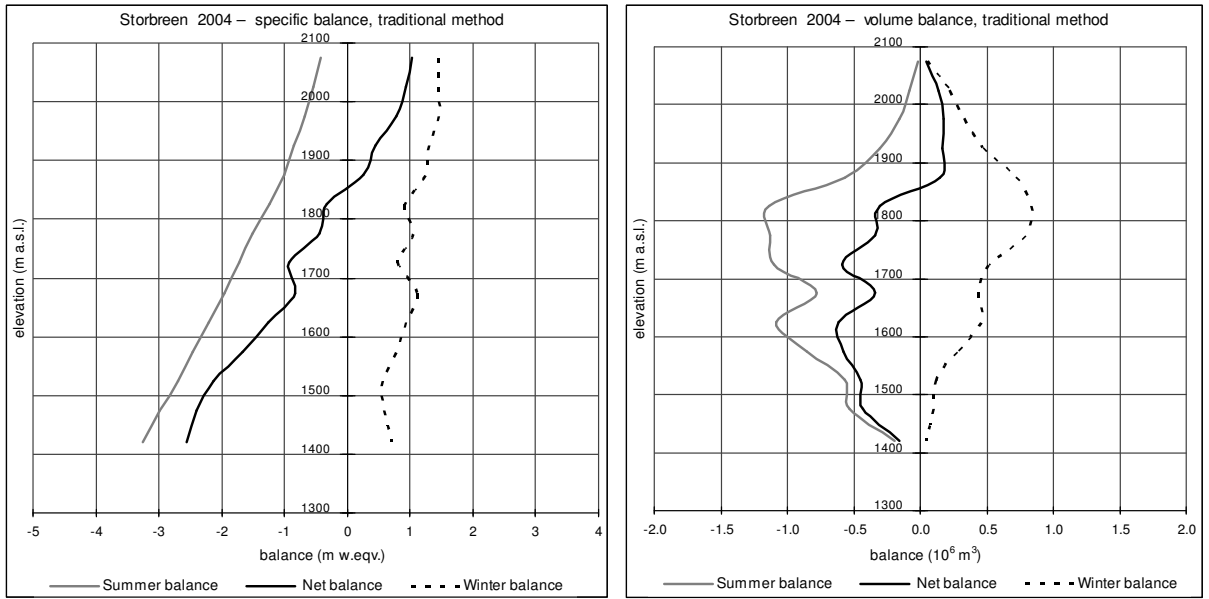 Storbreen 2004 – specific balance, traditional method
2100
2000
1900
1800
1700
1600
1500
1400
1300
elevation (m a.s.l.)
-5 -4 -3 -2 -1 0 1 2 3 4
balance (m w.eqv.)
Summer balance Net balance Winter balance
Storbreen 2004 – volume balance, traditional method
2100
2000
1900
1800
1700
1600
1500
1400
1300
elevation (m a.s.l.)
-2.0 -1.5 -1.0 -0.5 0.0 0.5 1.0 1.5 2.0
balance (10⁶ m³)
Summer balance Net balance Winter balance